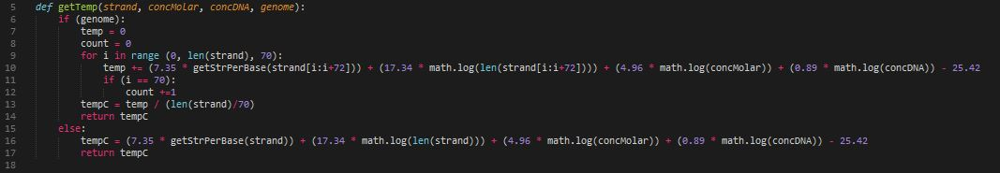 5 def getTemp(strand, concMolar, concDNA, genome):
6     if (genome):
7         temp = 0
8         count = 0
9         for i in range (0, len(strand), 70):
10             temp += (7.35 * getStrPerBase(strand[i:i+72])) + (17.34 * math.log(len(strand[i:i+72]))) + (4.96 * math.log(concMolar)) + (0.89 * math.log(concDNA)) - 25.42
11             if (i == 70):
12                 count +=1
13         tempC = temp / (len(strand)/70)
14         return tempC
15     else:
16         tempC = (7.35 * getStrPerBase(strand)) + (17.34 * math.log(len(strand))) + (4.96 * math.log(concMolar)) + (0.89 * math.log(concDNA)) - 25.42
17         return tempC
18